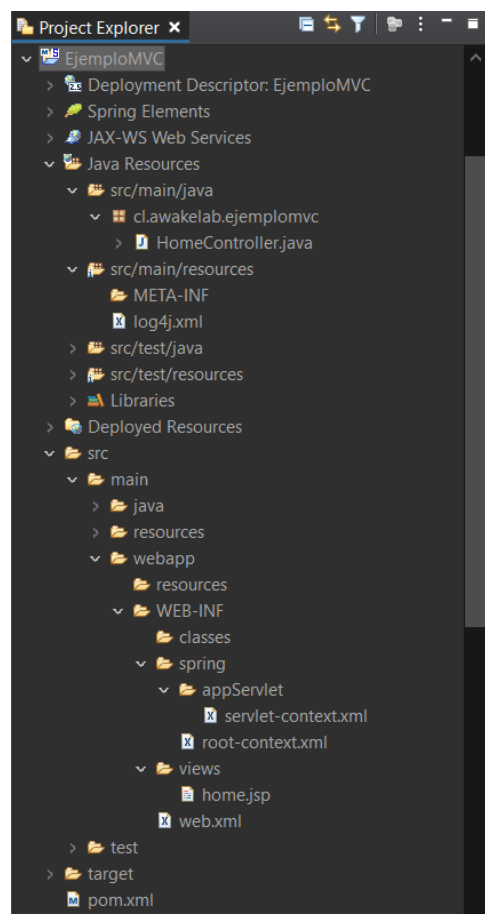 Project Explorer
EjemploMVC
Deployment Descriptor: EjemploMVC
Spring Elements
JAX-WS Web Services
Java Resources
src/main/java
cl.awakelab.ejemplomvc
HomeController.java
src/main/resources
META-INF
log4j.xml
src/test/java
src/test/resources
Libraries
Deployed Resources
src
main
java
resources
webapp
resources
WEB-INF
classes
spring
appServlet
servlet-context.xml
root-context.xml
views
home.jsp
web.xml
test
target
pom.xml